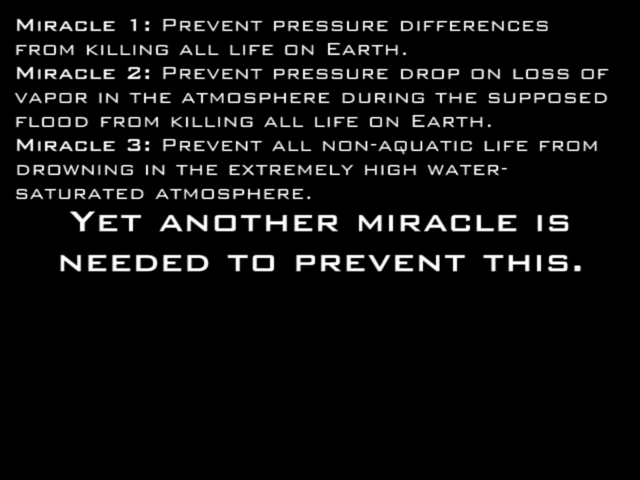 Miracle 1: Prevent pressure differences
from killing all life on Earth.
Miracle 2: Prevent pressure drop on loss of
vapor in the atmosphere during the supposed
flood from killing all life on Earth.
Miracle 3: Prevent all non-aquatic life from
drowning in the extremely high water-
saturated atmosphere.
Yet another miracle is
needed to prevent this.